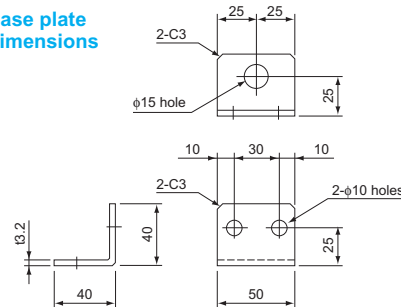 ase plate
imensions
25 25
2-C3
φ15 hole
25
10 30 10
2-C3
2-φ10 holes
t3.2
40
25
40
50